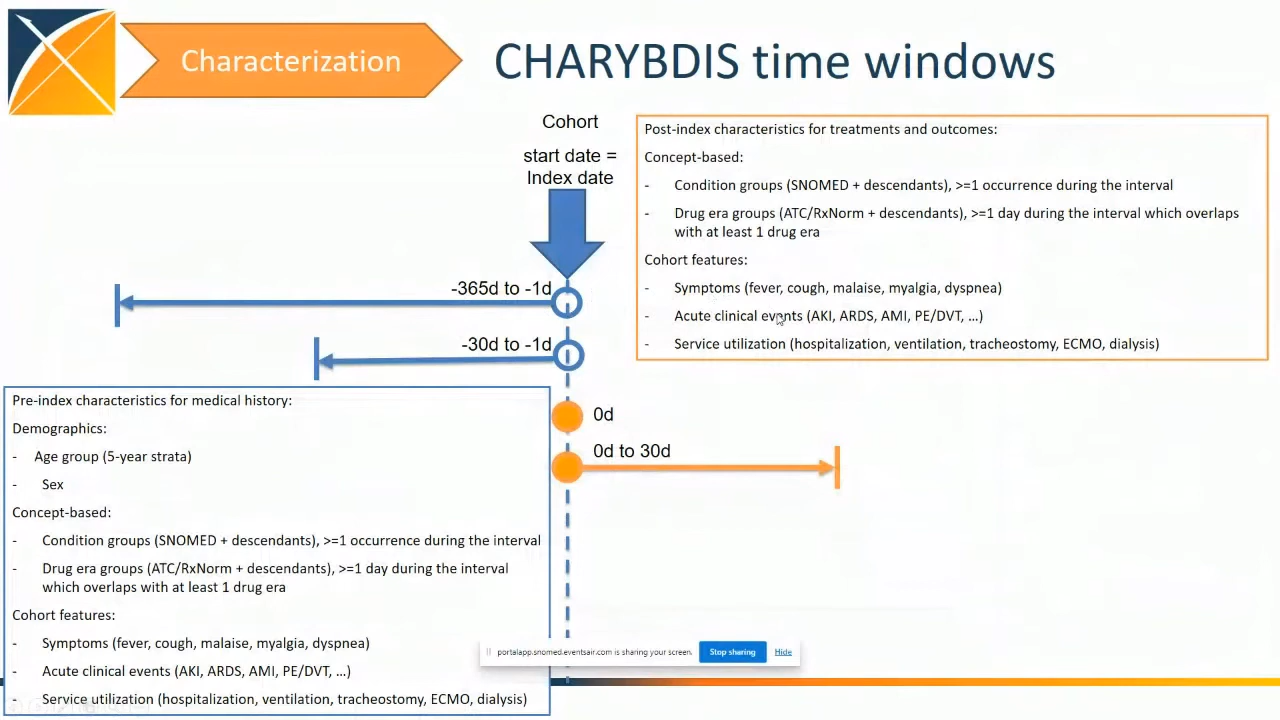 Characterization
CHARYBDIS time windows
Cohort
start date =
Index date
Post-index characteristics for treatments and outcomes:
Concept-based:
- Condition groups (SNOMED + descendants), >=1 occurrence during the interval
- Drug era groups (ATC/RxNorm + descendants), >=1 day during the interval which overlaps
with at least 1 drug era
Cohort features:
- Symptoms (fever, cough, malaise, myalgia, dyspnea)
- Acute clinical events (AKI, ARDS, AMI, PE/DVT, ...)
- Service utilization (hospitalization, ventilation, tracheostomy, ECMO, dialysis)
-365d to -1d
-30d to -1d
0d
0d to 30d
Pre-index characteristics for medical history:
Demographics:
- Age group (5-year strata)
- Sex
Concept-based:
- Condition groups (SNOMED + descendants), >=1 occurrence during the interval
- Drug era groups (ATC/RxNorm + descendants), >=1 day during the interval
which overlaps with at least 1 drug era
Cohort features:
- Symptoms (fever, cough, malaise, myalgia, dyspnea)
- Acute clinical events (AKI, ARDS, AMI, PE/DVT, ...)
- Service utilization (hospitalization, ventilation, tracheostomy, ECMO, dialysis)
portalapp.snomed.eventsair.com is sharing your screen. Stop sharing Hide